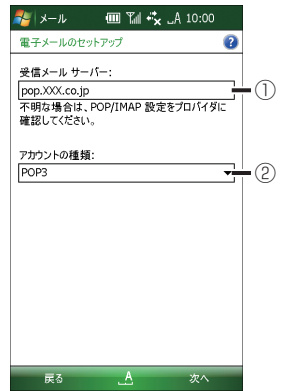 メール .A 10:00
電子メールのセットアップ
受信メール サーバー:
pop.XXX.co.jp ①
不明な場合は、POP/IMAP 設定をプロバイダに
確認してください。
アカウントの種類:
POP3 ②
戻る .A 次へ